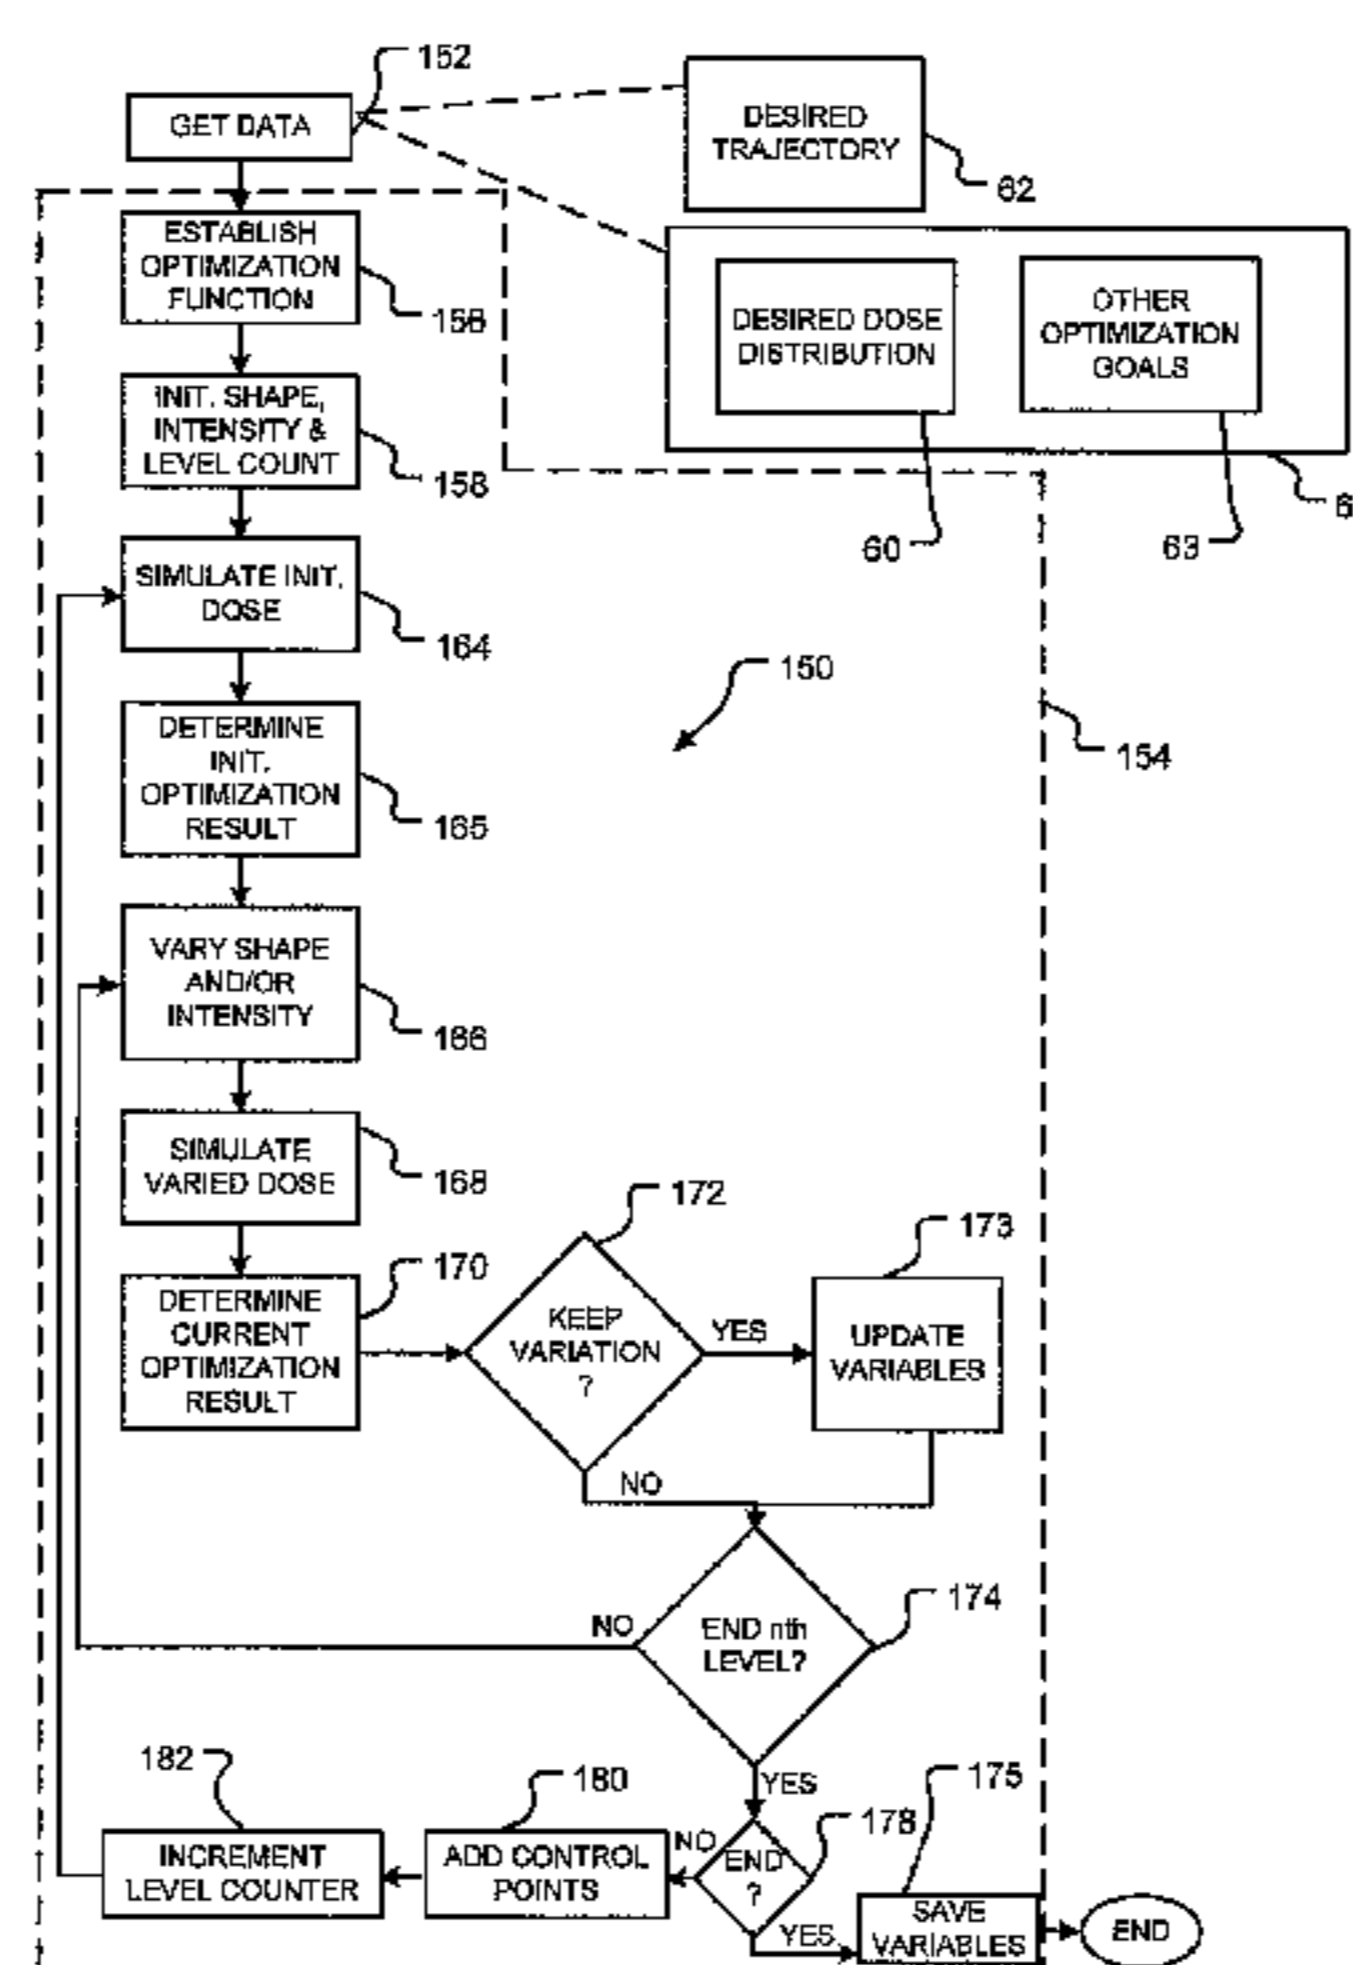 152
GET DATA
DESIRED
TRAJECTORY
62
ESTABLISH
OPTIMIZATION
FUNCTION
156
DESIRED DOSE
DISTRIBUTION
OTHER
OPTIMIZATION
GOALS
INIT. SHAPE,
INTENSITY &
LEVEL COUNT
158
6
60
63
SIMULATE INIT.
DOSE
164
150
DETERMINE
INIT.
OPTIMIZATION
RESULT
165
154
VARY SHAPE
AND/OR
INTENSITY
166
SIMULATE
VARIED DOSE
168
172
173
170
DETERMINE
CURRENT
OPTIMIZATION
RESULT
KEEP
VARIATION
?
YES
UPDATE
VARIABLES
NO
174
NO
END nth
LEVEL?
182
180
YES
175
178
INCREMENT
LEVEL COUNTER
ADD CONTROL
POINTS
NO
END
?
YES
SAVE
VARIABLES
END